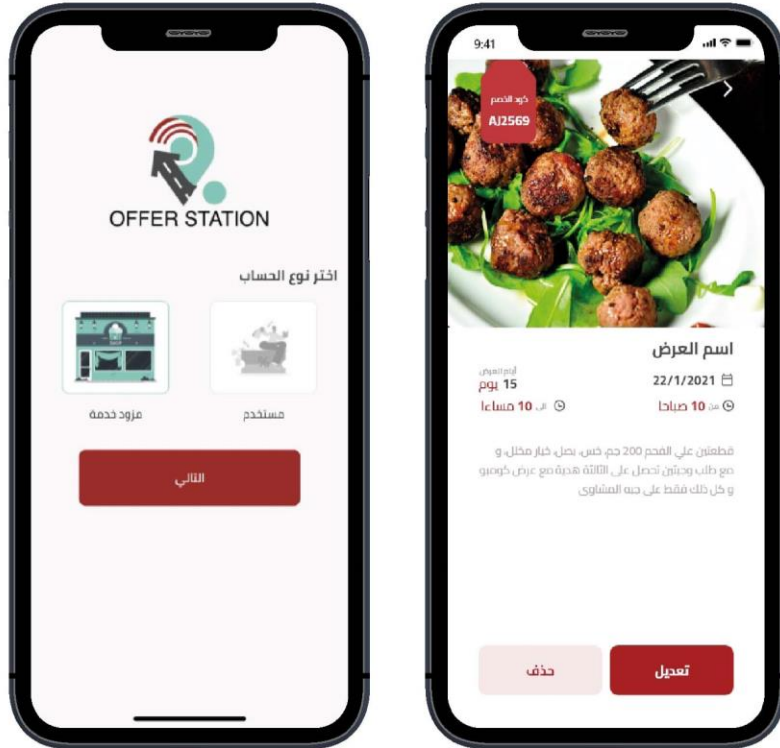 OFFER STATION
اختر نوع الحساب
مستخدم
مزود خدمة
التالي
9:41
كود الخصم
AJ2569
اسم العرض
22/1/2021
أيام العرض
15 يوم
من 10 صباحا
الى 10 مساءا
قطعتين علي الفحم 200 جم، خس، بصل، خيار مخلل، و
مع طلب وجبتين تحصل على الثالثة هدية مع عرض كومبو
و كل ذلك فقط على جبه المشاوى
تعديل
حذف